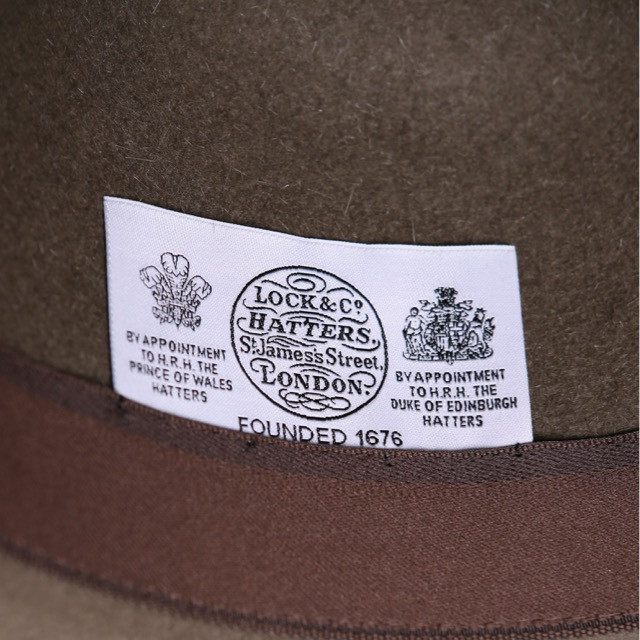 BY APPOINTMENT
TO H.R.H. THE
PRINCE OF WALES
HATTERS
LOCK & Co.
HATTERS,
St. James's Street,
LONDON.
FOUNDED 1676
BY APPOINTMENT
TO H.R.H. THE
DUKE OF EDINBURGH
HATTERS